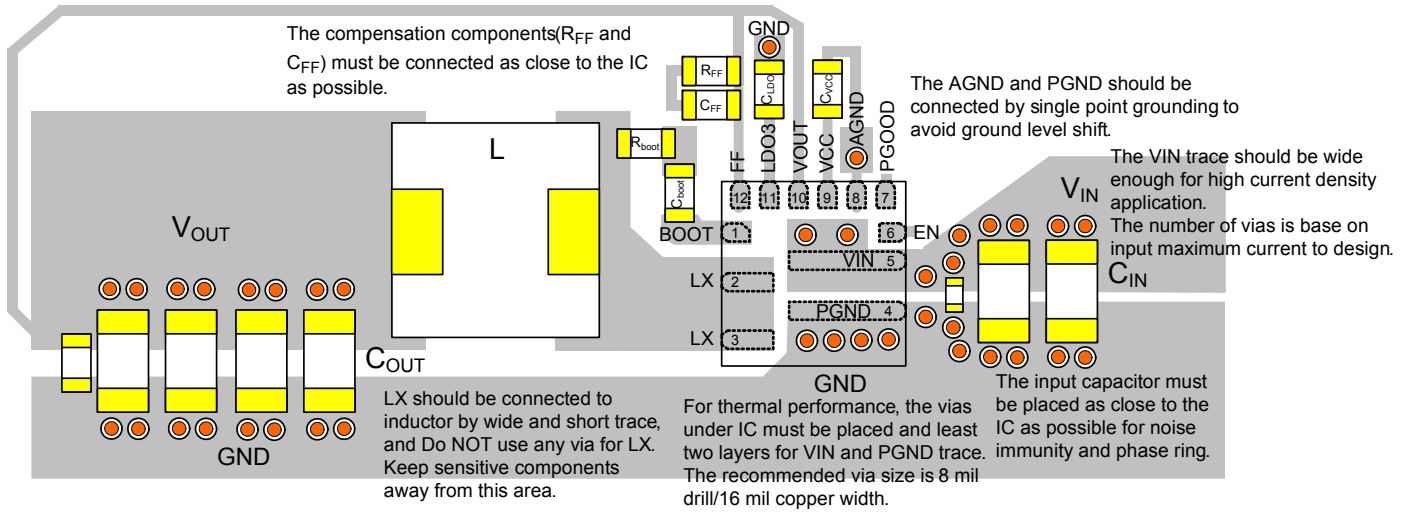 The compensation components(RFF and
CFF) must be connected as close to the IC
as possible.
GND
RFF
CFF
CLDO
CVCC
AGND
The AGND and PGND should be
connected by single point grounding to
avoid ground level shift.
L
Rboot
Cboot
FF
LDO3
VOUT
VCC
PGOOD
The VIN trace should be wide
enough for high current density
application.
The number of vias is base on
input maximum current to design.
VIN
12
11
10
9
8
7
VOUT
BOOT
1
6
EN
VIN
5
CIN
LX
2
PGND
4
LX
3
COUT
GND
GND
LX should be connected to
inductor by wide and short trace,
and Do NOT use any via for LX.
Keep sensitive components
away from this area.
For thermal performance, the vias
under IC must be placed and least
two layers for VIN and PGND trace.
The recommended via size is 8 mil
drill/16 mil copper width.
The input capacitor must
be placed as close to the
IC as possible for noise
immunity and phase ring.